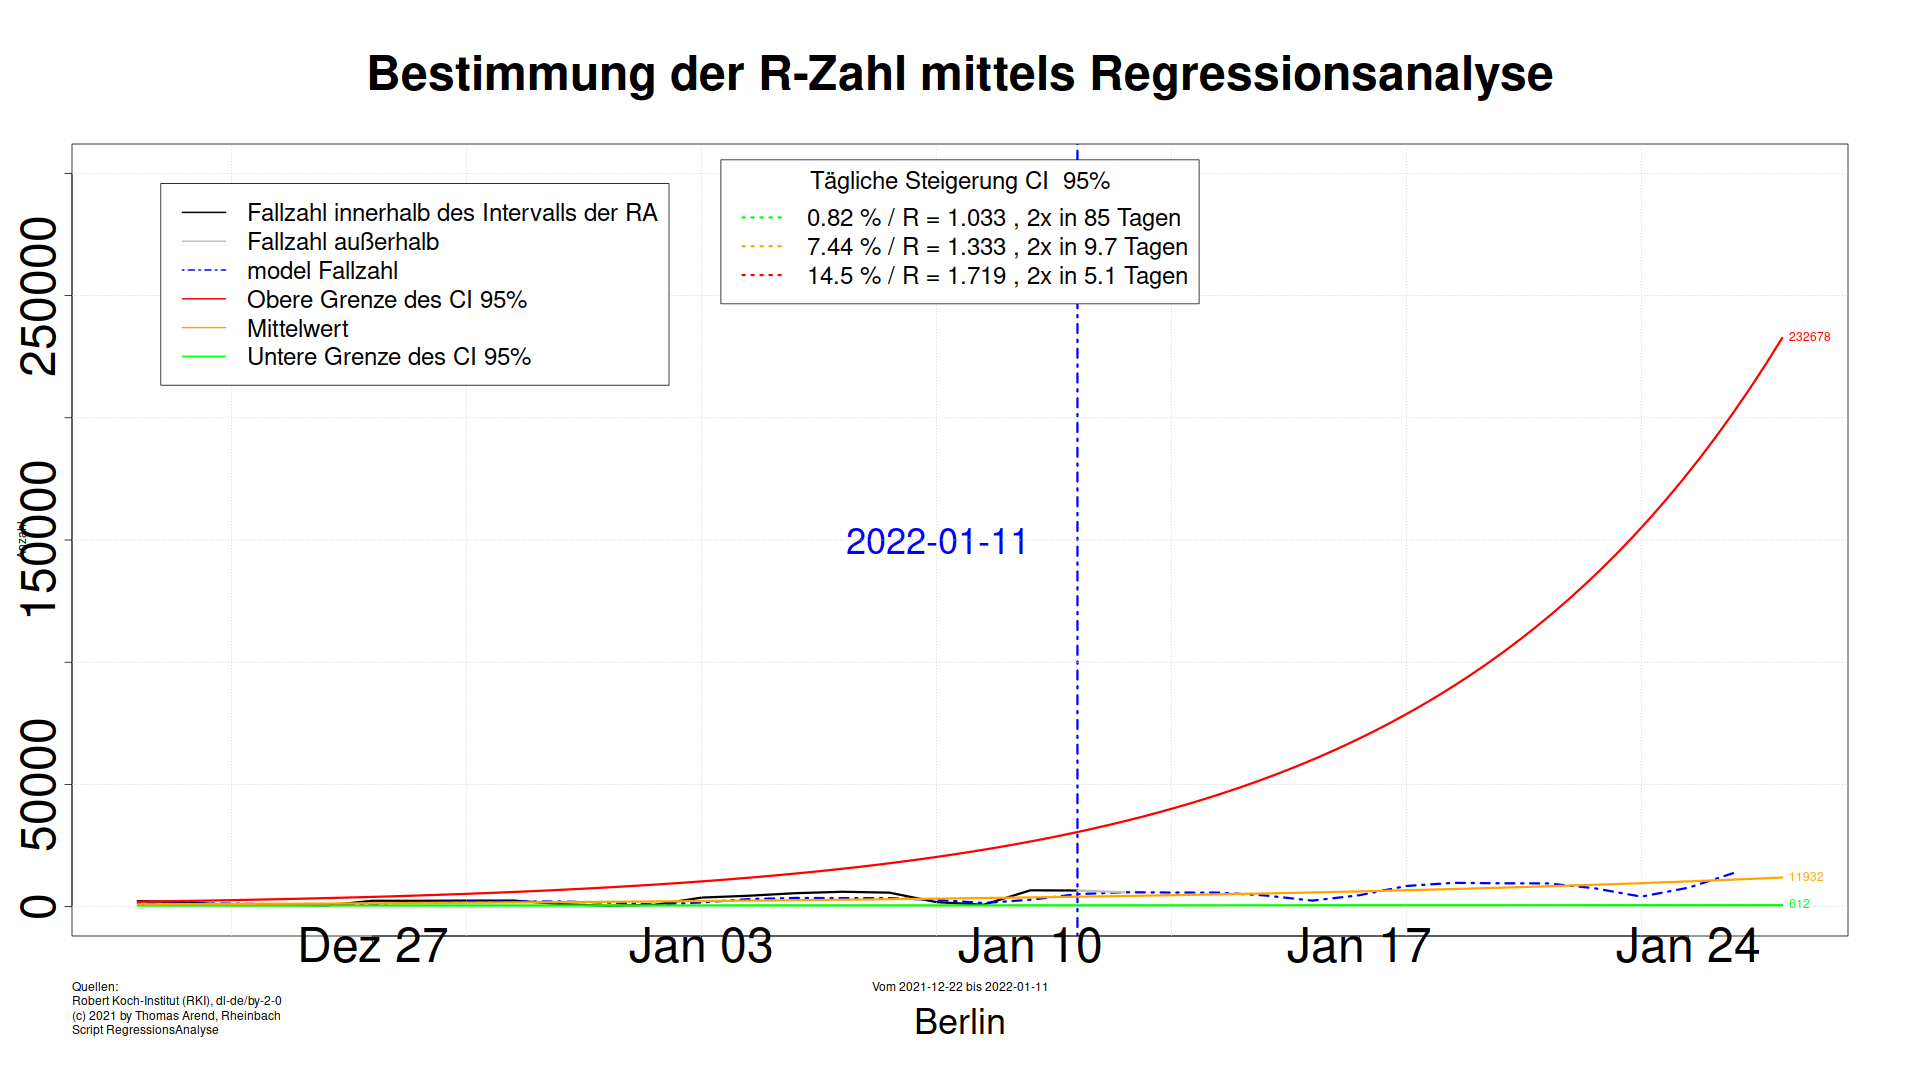 Bestimmung der R-Zahl mittels Regressionsanalyse
Fallzahl innerhalb des Intervalls der RA
Fallzahl außerhalb
model Fallzahl
Obere Grenze des CI 95%
Mittelwert
Untere Grenze des CI 95%
Tägliche Steigerung CI  95%
0.82 % / R = 1.033 , 2x in 85 Tagen
7.44 % / R = 1.333 , 2x in 9.7 Tagen
14.5 % / R = 1.719 , 2x in 5.1 Tagen
250000
150000
50000
0
Anzahl
232678
2022-01-11
11932
612
Dez 27
Jan 03
Jan 10
Jan 17
Jan 24
Quellen:
Robert Koch-Institut (RKI), dl-de/by-2-0
(c) 2021 by Thomas Arend, Rheinbach
Script RegressionsAnalyse
Vom 2021-12-22 bis 2022-01-11
Berlin